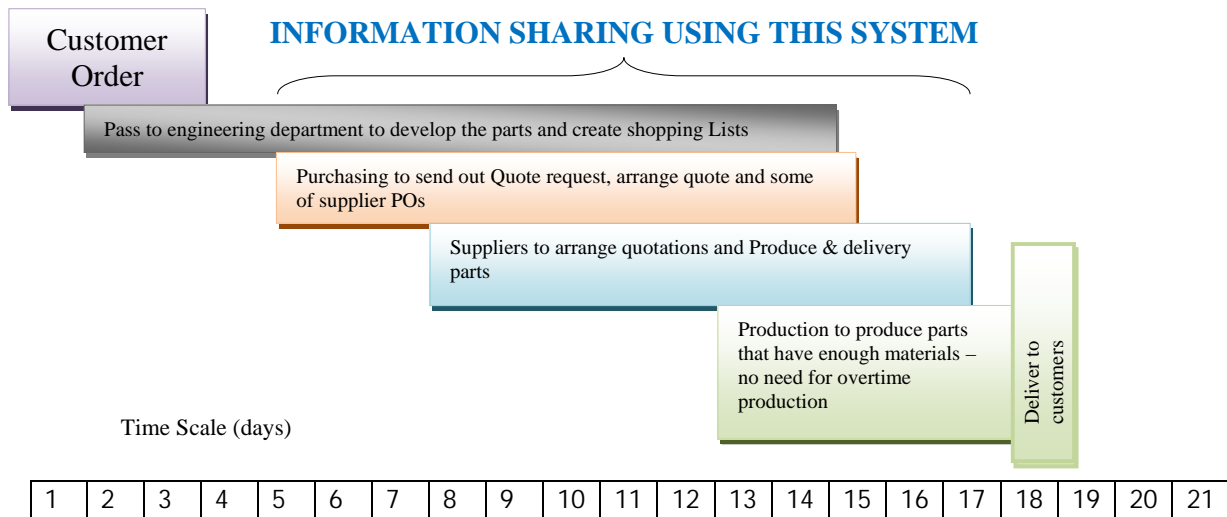 Customer
Order
INFORMATION SHARING USING THIS SYSTEM
Pass to engineering department to develop the parts and create shopping Lists
Purchasing to send out Quote request, arrange quote and some
of supplier POs
Suppliers to arrange quotations and Produce & delivery
parts
Production to produce parts
that have enough materials –
no need for overtime
production
Deliver to
customers
Time Scale (days)
1 2 3 4 5 6 7 8 9 10 11 12 13 14 15 16 17 18 19 20 21